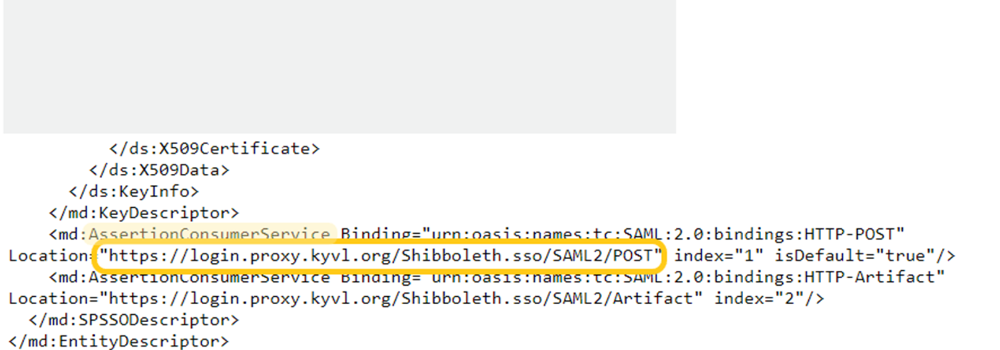 </ds:X509Certificate>
</ds:X509Data>
</ds:KeyInfo>
</md:KeyDescriptor>
<md:AssertionConsumerService Binding="urn:oasis:names:tc:SAML:2.0:bindings:HTTP-POST"
Location="https://login.proxy.kyvl.org/Shibboleth.sso/SAML2/POST" index="1" isDefault="true"/>
<md:AssertionConsumerService Binding="urn:oasis:names:tc:SAML:2.0:bindings:HTTP-Artifact"
Location="https://login.proxy.kyvl.org/Shibboleth.sso/SAML2/Artifact" index="2"/>
</md:SPSSODescriptor>
</md:EntityDescriptor>